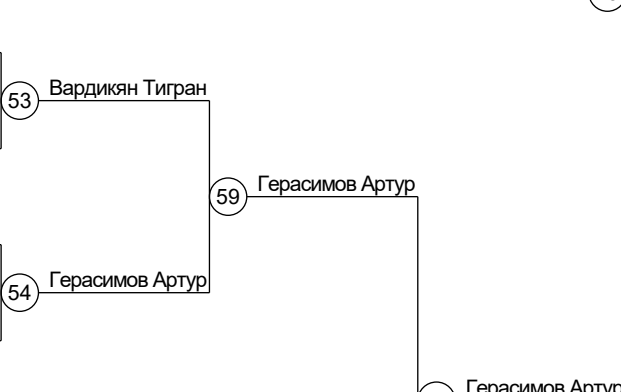 53 Вардикян Тигран
59 Герасимов Артур
54 Герасимов Артур
Герасимов Артур